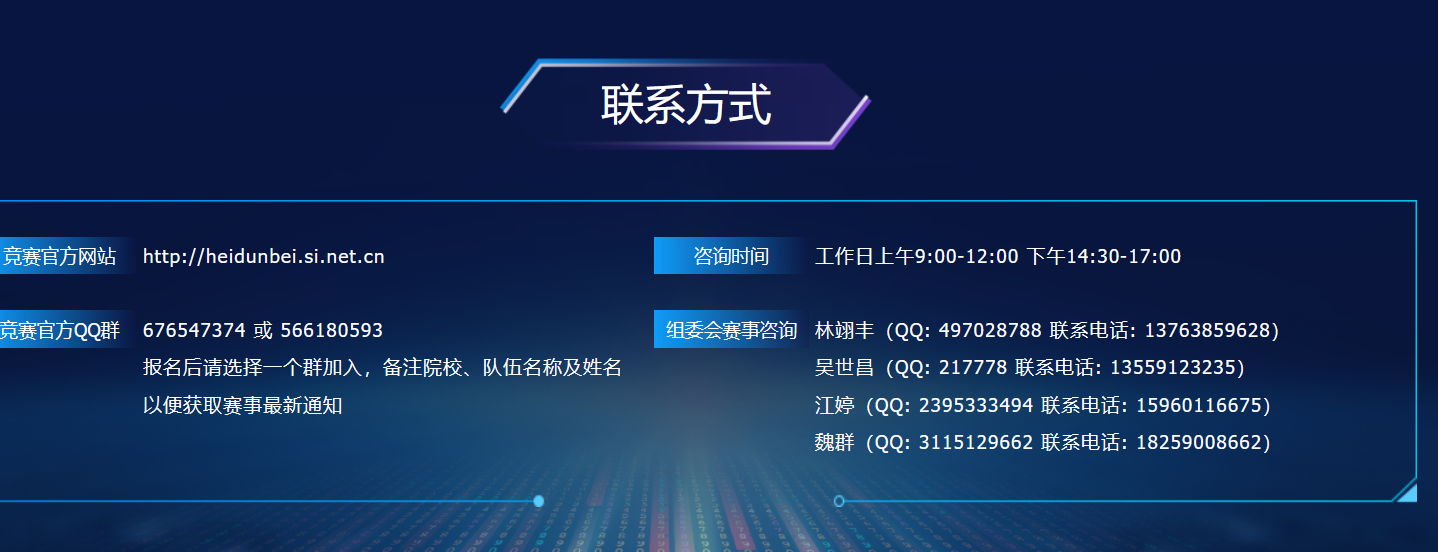 联系方式
竞赛官方网站 http://heidunbei.si.net.cn
竞赛官方QQ群 676547374 或 566180593
报名后请选择一个群加入，备注院校、队伍名称及姓名
以便获取赛事最新通知
咨询时间 工作日上午9:00-12:00 下午14:30-17:00
组委会赛事咨询 林翊丰（QQ: 497028788 联系电话: 13763859628）
吴世昌（QQ: 217778 联系电话: 13559123235）
江婷（QQ: 2395333494 联系电话: 15960116675）
魏群（QQ: 3115129662 联系电话: 18259008662）